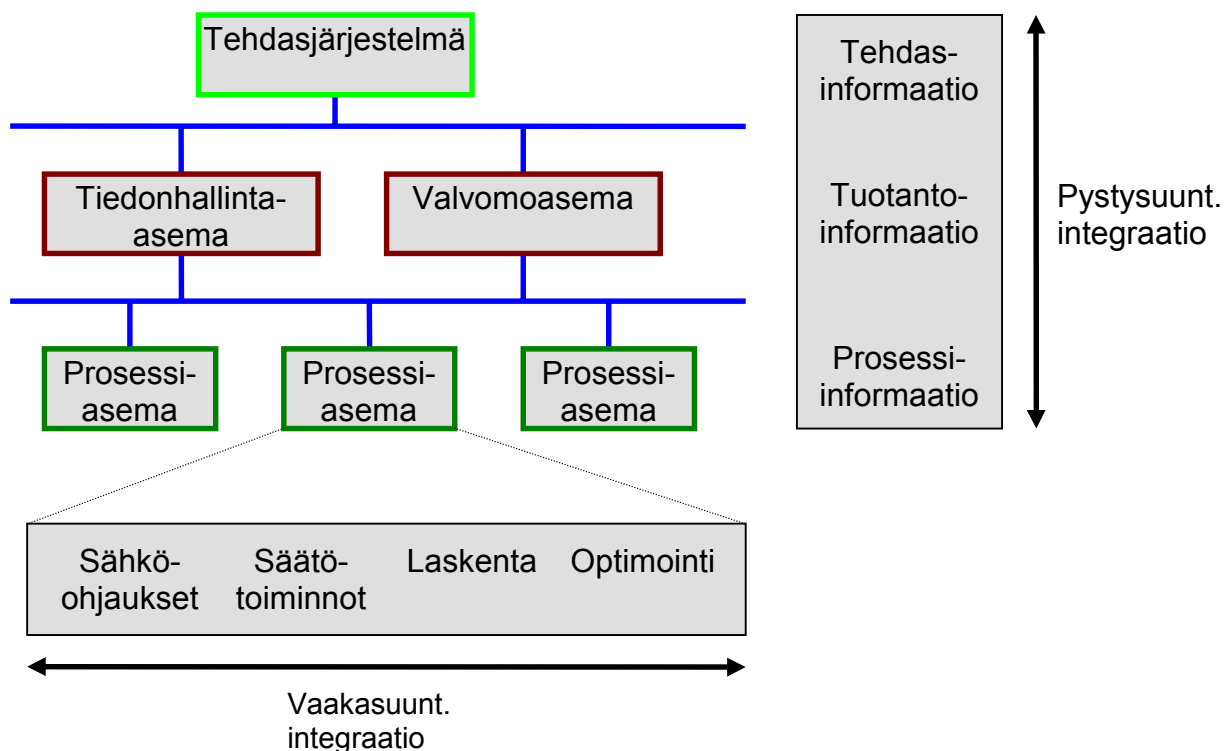 Tehdasjärjestelmä
Tiedonhallinta-
asema
Valvomoasema
Prosessi-
asema
Prosessi-
asema
Prosessi-
asema
Sähkö-
ohjaukset
Säätö-
toiminnot
Laskenta
Optimointi
Vaakasuunt.
integraatio
Tehdas-
informaatio
Tuotanto-
informaatio
Prosessi-
informaatio
Pystysuunt.
integraatio